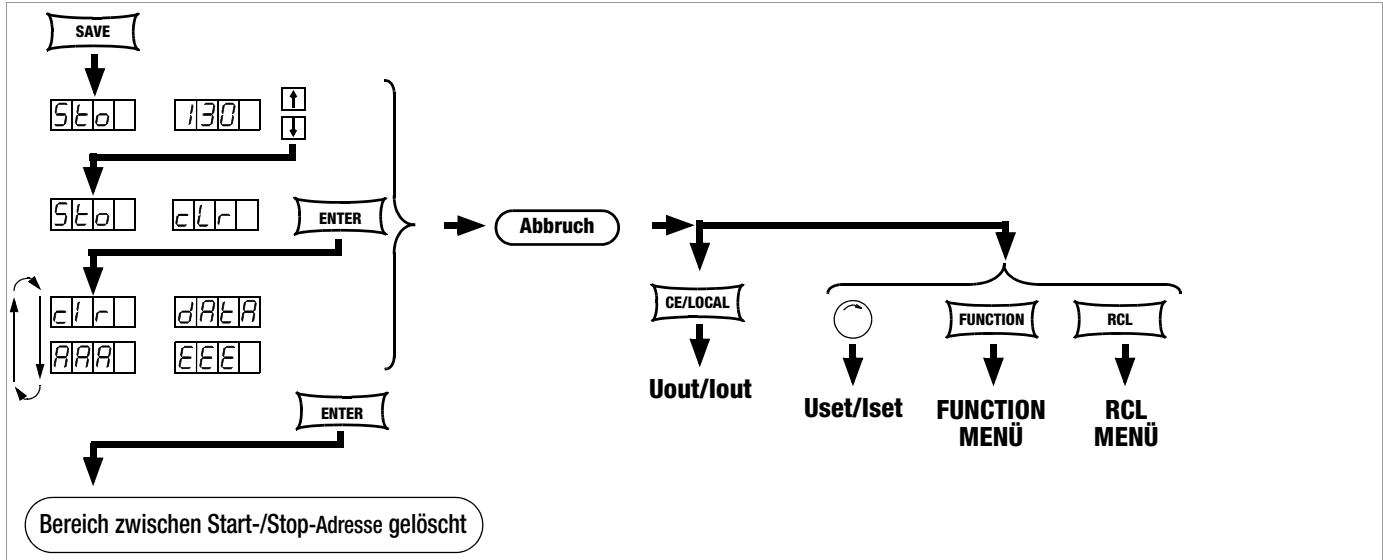 SAVE
Sto 130 ↑
↓
Sto cLr ENTER
Abbruch
clr dAtA
AAA EEE
CE/LOCAL
FUNCTION
RCL
Uout/Iout
Uset/Iset
FUNCTION
MENÜ
RCL
MENÜ
ENTER
Bereich zwischen Start-/Stop-Adresse gelöscht